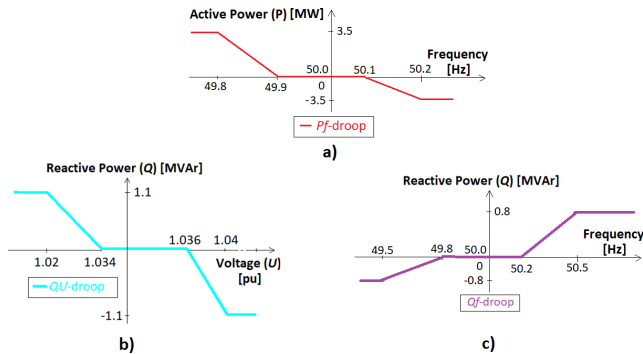 Active Power (P) [MW]
3.5
Frequency
[Hz]
50.0
50.1
50.2
49.8
49.9
0
-3.5
Pf-droop
a)
Reactive Power (Q) [MVAr]
1.1
1.036
1.04
1.02
1.034
Voltage (U)
[pu]
QU-droop
-1.1
b)
Reactive Power (Q) [MVAr]
0.8
Frequency
[Hz]
49.5
49.8
50.0
0
50.2
50.5
-0.8
Qf-droop
c)